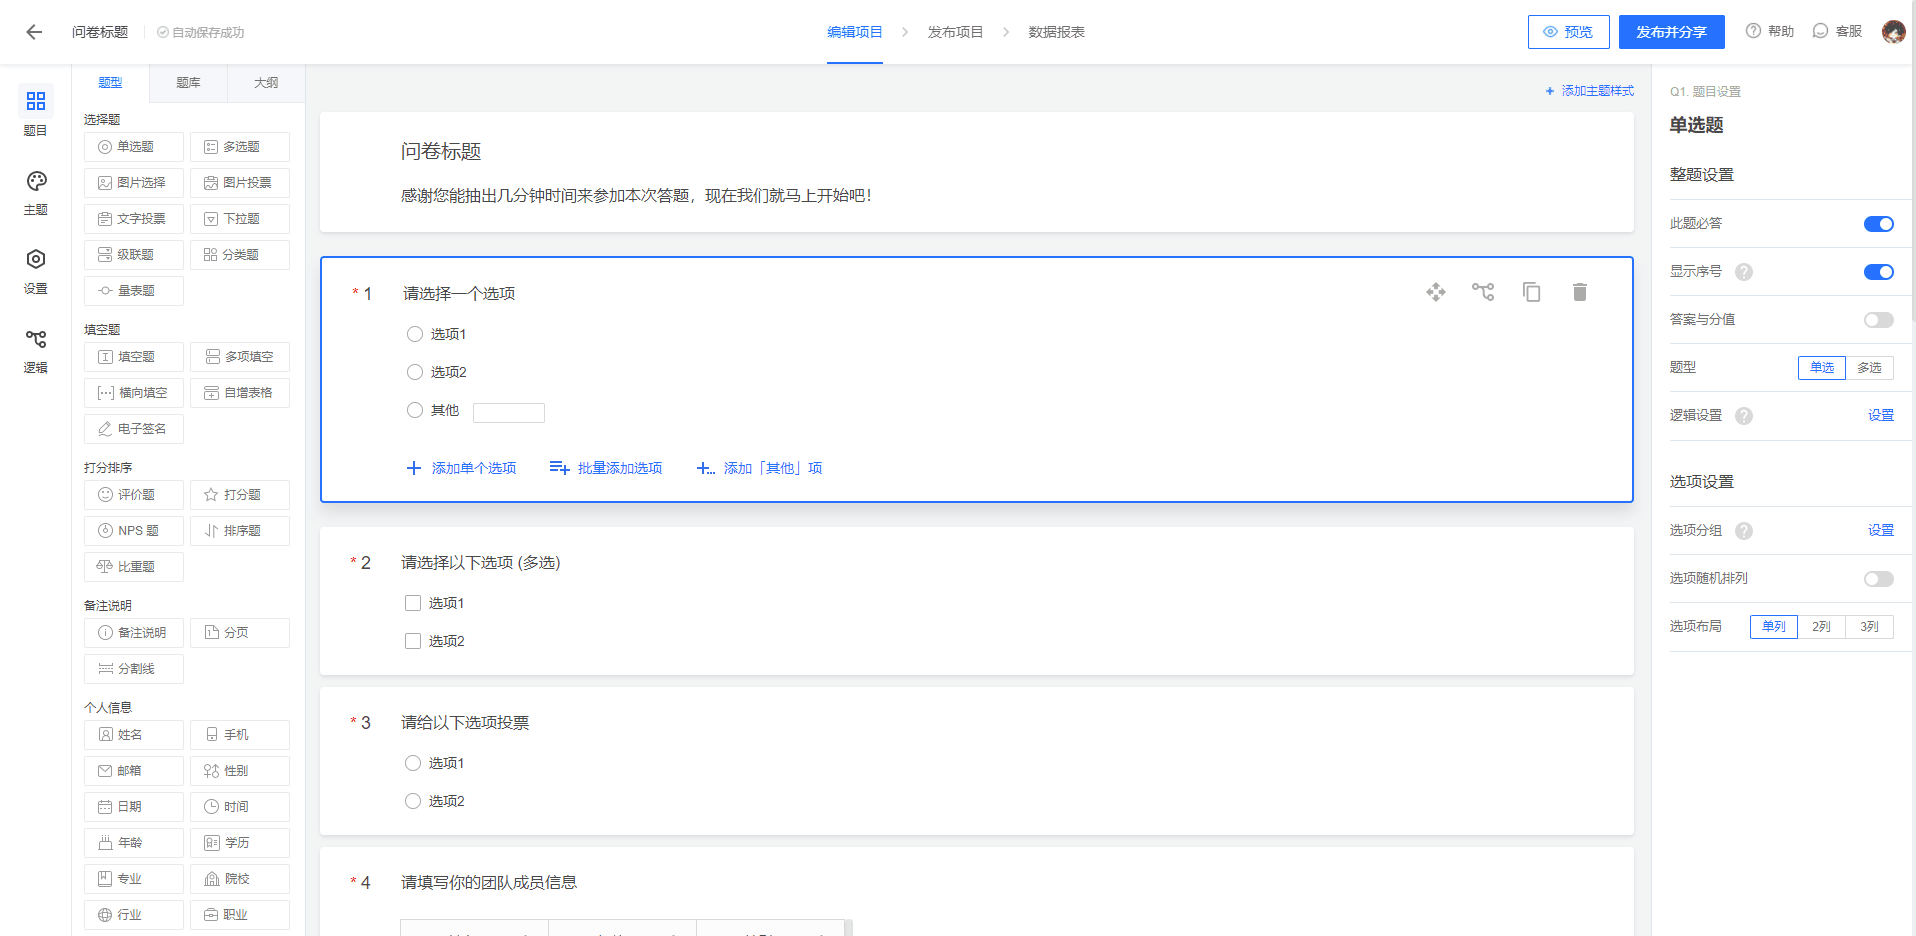 问卷标题
自动保存成功
编辑项目
发布项目
数据报表
预览
发布并分享
帮助
客服
题目
主题
设置
逻辑
题型
题库
大纲
选择题
单选题
多选题
图片选择
图片投票
文字投票
下拉题
级联题
分类题
量表题
填空题
填空题
多项填空
横向填空
自增表格
电子签名
打分排序
评价题
打分题
NPS 题
排序题
比重题
备注说明
备注说明
分页
分割线
个人信息
姓名
手机
邮箱
性别
日期
时间
年龄
学历
专业
院校
行业
职业
+ 添加主题样式
问卷标题
感谢您能抽出几分钟时间来参加本次答题，现在我们就马上开始吧！
* 1 请选择一个选项
选项1
选项2
其他
添加单个选项
批量添加选项
添加「其他」项
* 2 请选择以下选项 (多选)
选项1
选项2
* 3 请给以下选项投票
选项1
选项2
* 4 请填写你的团队成员信息
Q1. 题目设置
单选题
整题设置
此题必答
显示序号 ?
答案与分值
题型 单选 多选
逻辑设置 ? 设置
选项设置
选项分组 ? 设置
选项随机排列
选项布局 单列 2列 3列